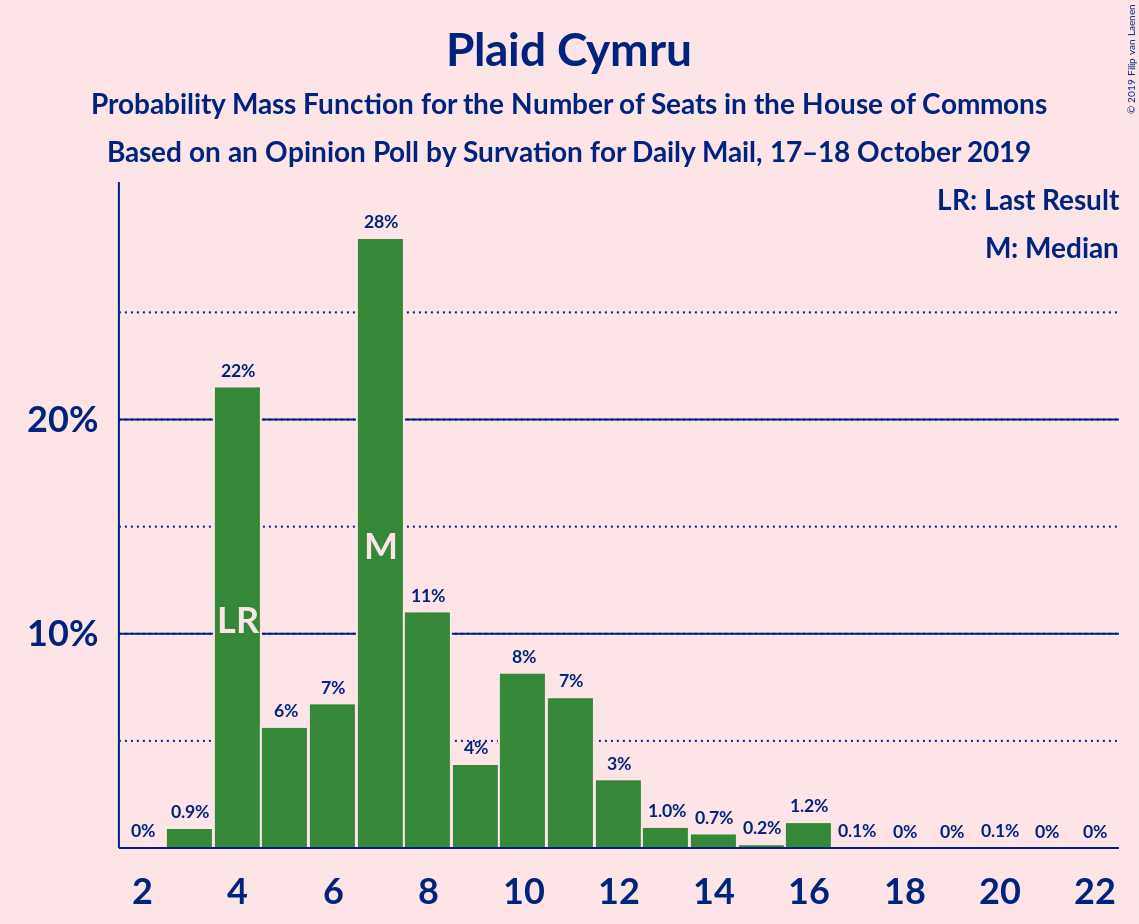 Plaid Cymru
Probability Mass Function for the Number of Seats in the House of Commons
Based on an Opinion Poll by Survation for Daily Mail, 17–18 October 2019
© 2019 Filip van Laenen
LR: Last Result
M: Median
20%
10%
0%
0.9%
22%
6%
7%
28%
11%
4%
8%
7%
3%
1.0%
0.7%
0.2%
1.2%
0.1%
0%
0%
0.1%
0%
0%
LR
M
2 4 6 8 10 12 14 16 18 20 22